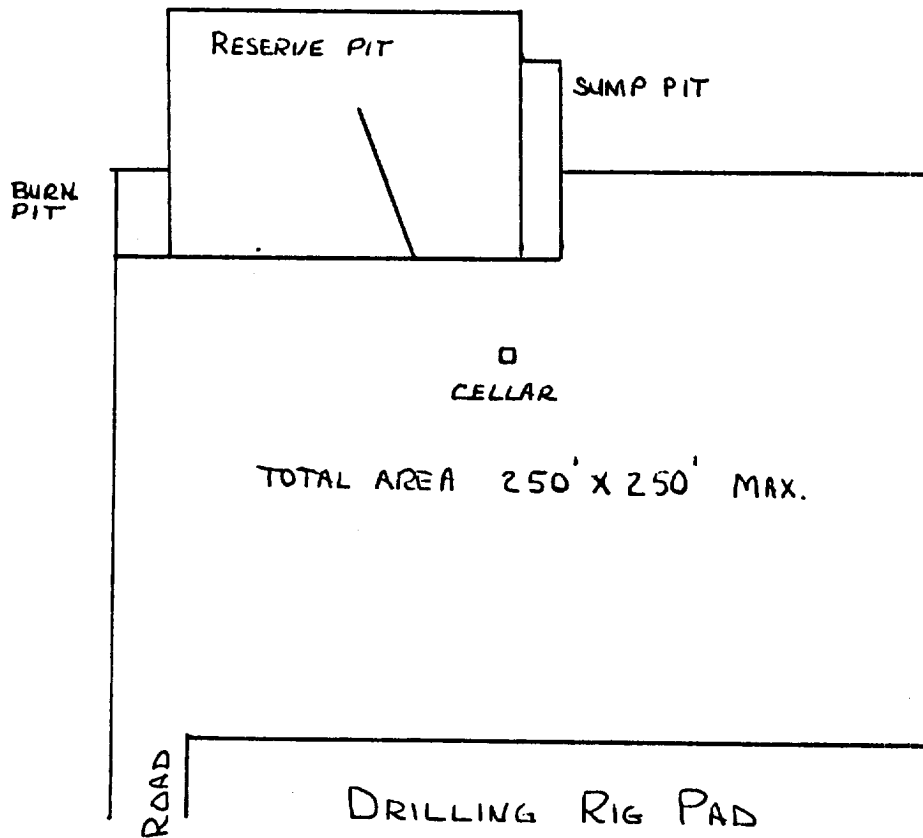 RESERVE PIT
SUMP PIT
BURN
PIT
CELLAR
TOTAL AREA 250' X 250' MAX.
ROAD
DRILLING RIG PAD